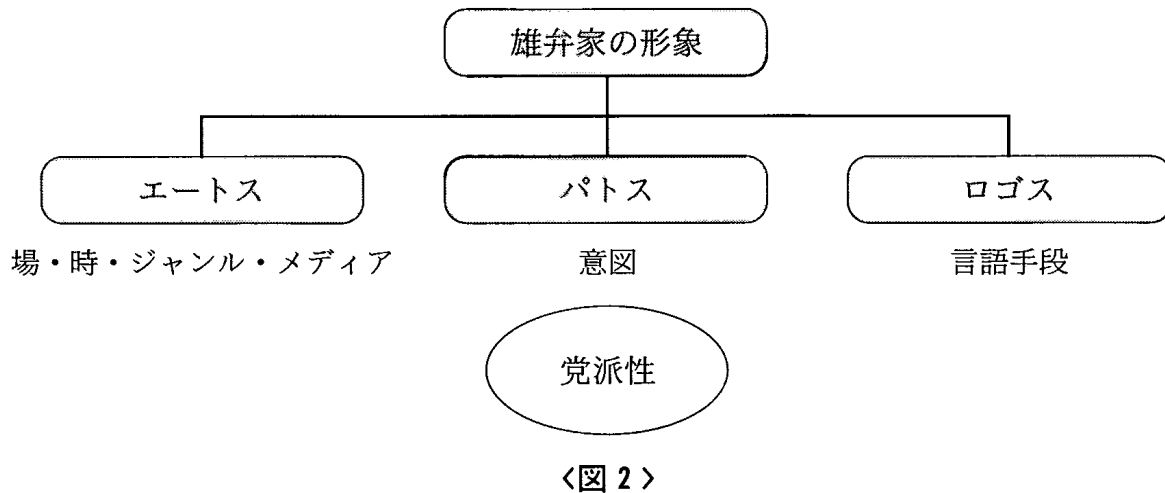 雄弁家の形象
エートス パトス ロゴス
場・時・ジャンル・メディア 意図 言語手段
党派性
〈図2〉